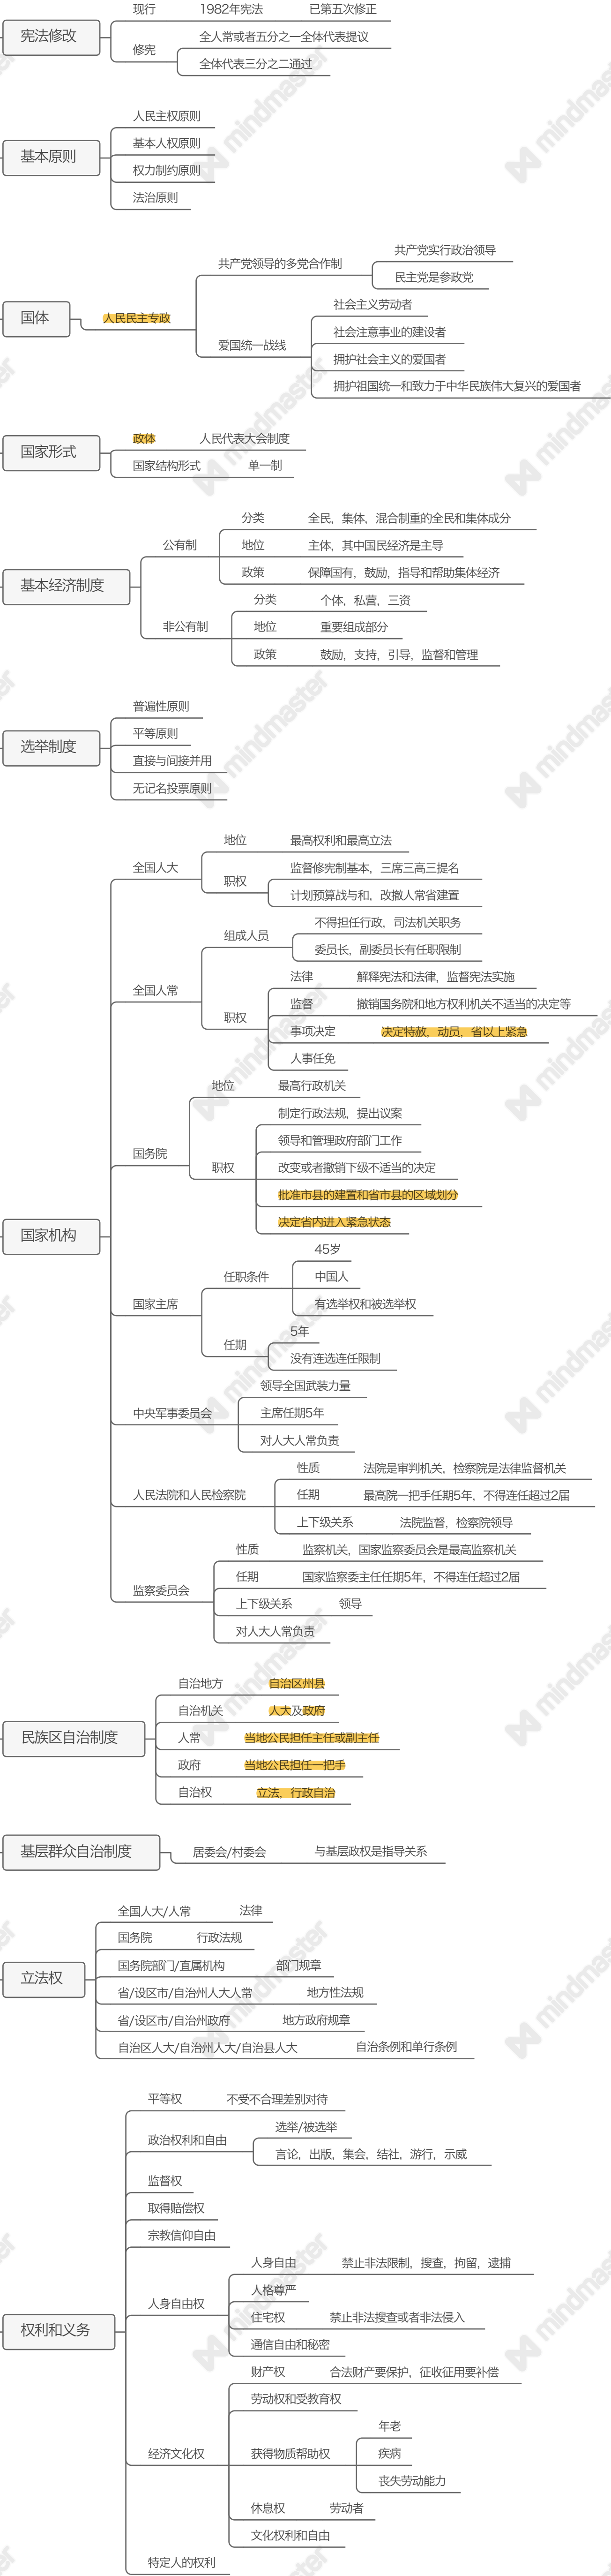 宪法修改
现行
1982年宪法
已第五次修正
修宪
全人常或者五分之一全体代表提议
全体代表三分之二通过
基本原则
人民主权原则
基本人权原则
权力制约原则
法治原则
国体
人民民主专政
共产党领导的多党合作制
共产党实行政治领导
民主党是参政党
爱国统一战线
社会主义劳动者
社会注意事业的建设者
拥护社会主义的爱国者
拥护祖国统一和致力于中华民族伟大复兴的爱国者
国家形式
政体
人民代表大会制度
国家结构形式
单一制
基本经济制度
公有制
分类
全民，集体，混合制重的全民和集体成分
地位
主体，其中国民经济是主导
政策
保障国有，鼓励，指导和帮助集体经济
非公有制
分类
个体，私营，三资
地位
重要组成部分
政策
鼓励，支持，引导，监督和管理
选举制度
普遍性原则
平等原则
直接与间接并用
无记名投票原则
国家机构
全国人大
地位
最高权利和最高立法
职权
监督修宪制基本，三席三高三提名
计划预算战与和，改撤人常省建置
全国人常
组成人员
不得担任行政，司法机关职务
委员长，副委员长有任职限制
职权
法律
解释宪法和法律，监督宪法实施
监督
撤销国务院和地方权利机关不适当的决定等
事项决定
决定特赦，动员，省以上紧急
人事任免
国务院
地位
最高行政机关
职权
制定行政法规，提出议案
领导和管理政府部门工作
改变或者撤销下级不适当的决定
批准市县的建置和省市县的区域划分
决定省内进入紧急状态
国家主席
任职条件
45岁
中国人
有选举权和被选举权
任期
5年
没有连选连任限制
中央军事委员会
领导全国武装力量
主席任期5年
对人大人常负责
人民法院和人民检察院
性质
法院是审判机关，检察院是法律监督机关
任期
最高院一把手任期5年，不得连任超过2届
上下级关系
法院监督，检察院领导
监察委员会
性质
监察机关，国家监察委员会是最高监察机关
任期
国家监察委主任任期5年，不得连任超过2届
上下级关系
领导
对人大人常负责
民族区自治制度
自治地方
自治区州县
自治机关
人大及政府
人常
当地公民担任主任或副主任
政府
当地公民担任一把手
自治权
立法，行政自治
基层群众自治制度
居委会/村委会
与基层政权是指导关系
立法权
全国人大/人常
法律
国务院
行政法规
国务院部门/直属机构
部门规章
省/设区市/自治州人大人常
地方性法规
省/设区市/自治州政府
地方政府规章
自治区人大/自治州人大/自治县人大
自治条例和单行条例
权利和义务
平等权
不受不合理差别对待
政治权利和自由
选举/被选举
言论，出版，集会，结社，游行，示威
监督权
取得赔偿权
宗教信仰自由
人身自由权
人身自由
禁止非法限制，搜查，拘留，逮捕
人格尊严
住宅权
禁止非法搜查或者非法侵入
通信自由和秘密
经济文化权
财产权
合法财产要保护，征收征用要补偿
劳动权和受教育权
获得物质帮助权
年老
疾病
丧失劳动能力
休息权
劳动者
文化权利和自由
特定人的权利